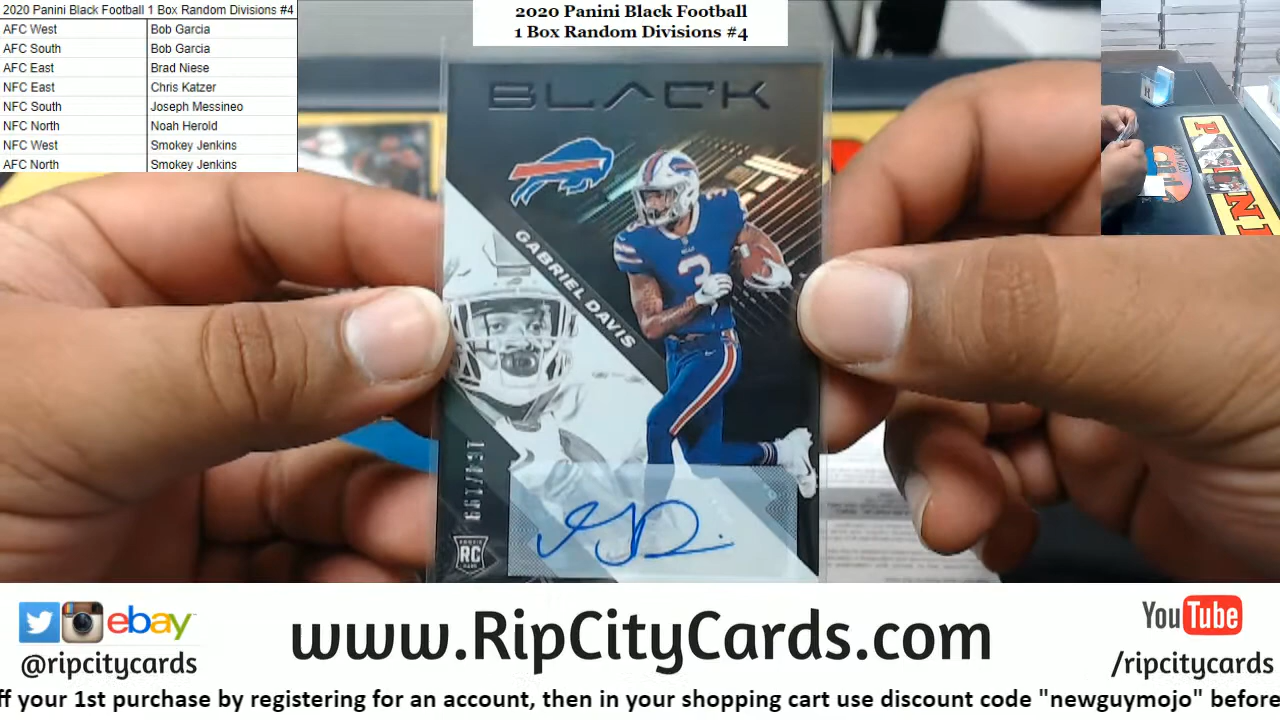 2020 Panini Black Football 1 Box Random Divisions #4
AFC West Bob Garcia
AFC South Bob Garcia
AFC East Brad Niese
NFC East Chris Katzer
NFC South Joseph Messineo
NFC North Noah Herold
NFC West Smokey Jenkins
AFC North Smokey Jenkins
2020 Panini Black Football
1 Box Random Divisions #4
BLACK
GABRIEL DAVIS
3
164/199
RC
PANINI
ebay
@ripcitycards
www.RipCityCards.com
YouTube
/ripcitycards
ff your 1st purchase by registering for an account, then in your shopping cart use discount code "newguymojo" before